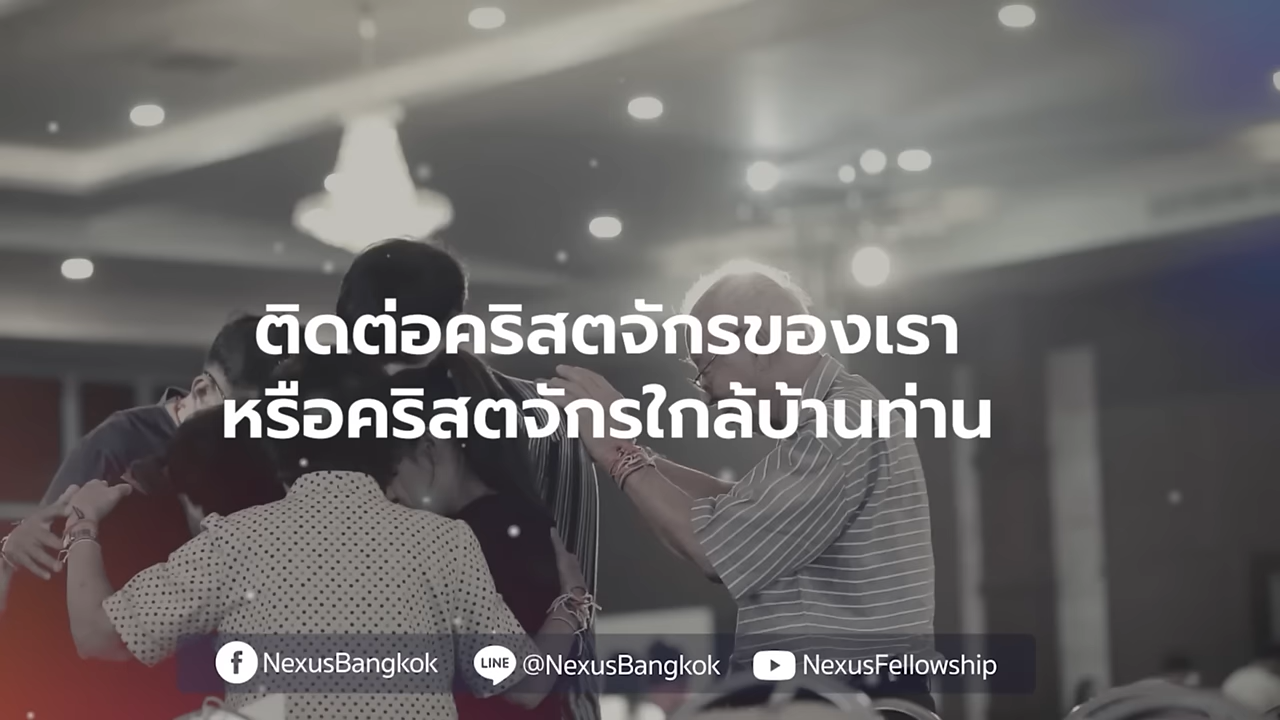 ติดต่อคริสตจักรของเรา
หรือคริสตจักรใกล้บ้านท่าน
NexusBangkok LINE @NexusBangkok NexusFellowship